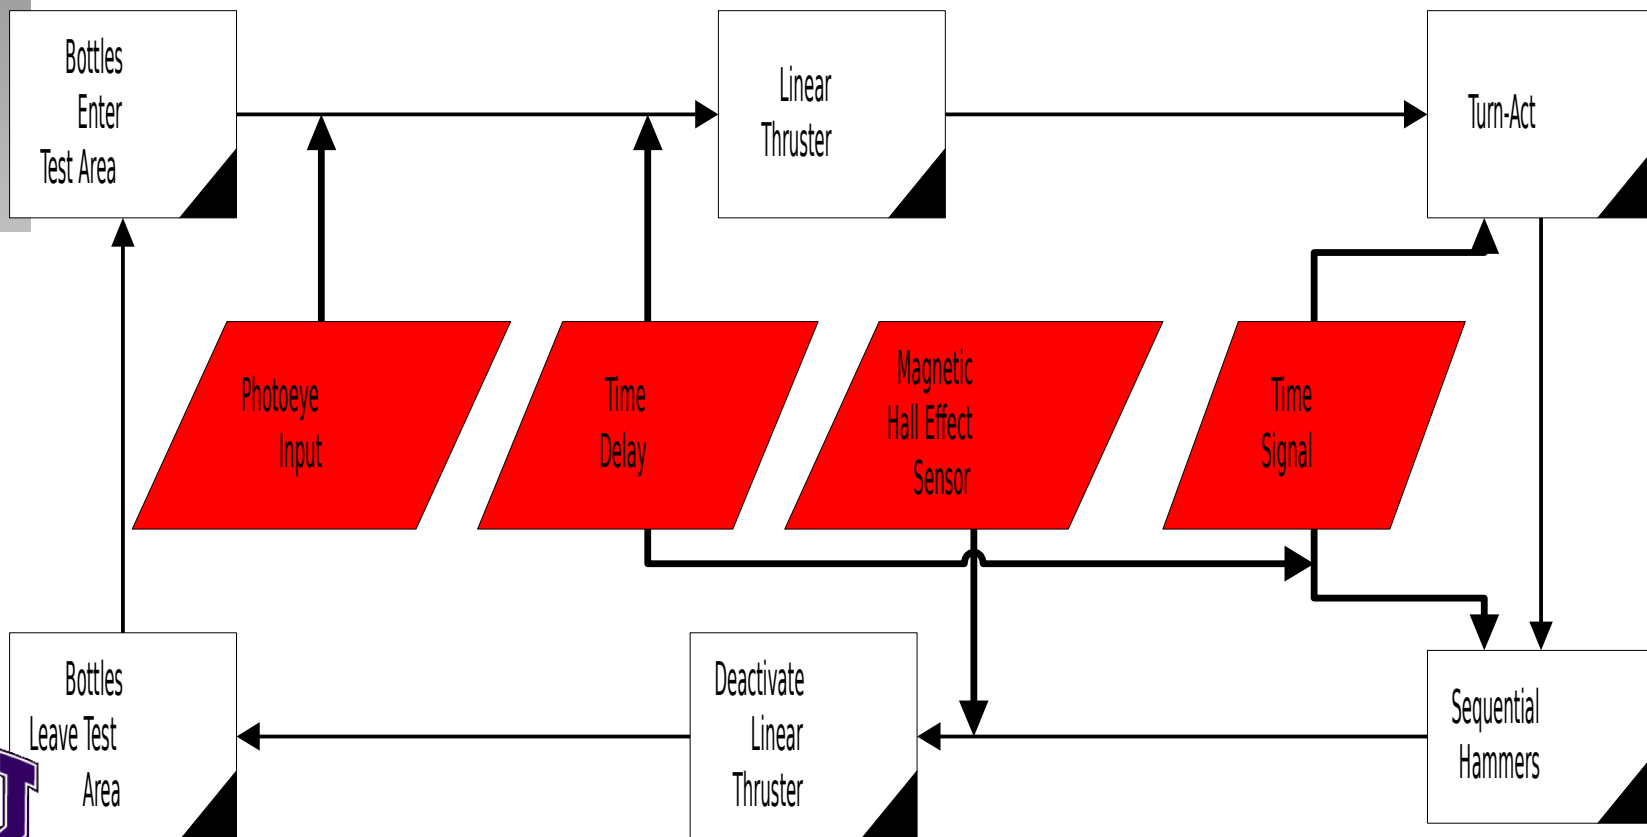 Bottles
Enter
Test Area
Linear
Thruster
Turn-Act
Photoeye
Input
Time
Delay
Magnetic
Hall Effect
Sensor
Time
Signal
Bottles
Leave Test
Area
Deactivate
Linear
Thruster
Sequential
Hammers